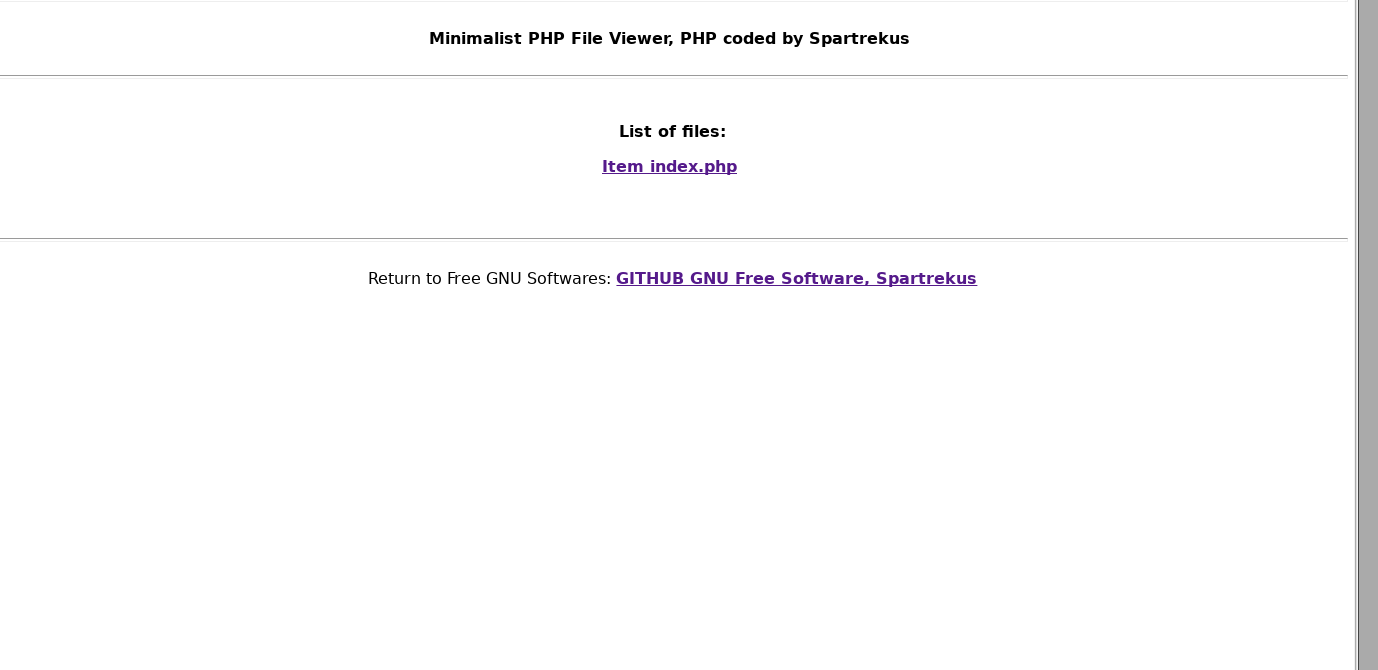 Minimalist PHP File Viewer, PHP coded by Spartrekus
List of files:
Item index.php
Return to Free GNU Softwares: GITHUB GNU Free Software, Spartrekus